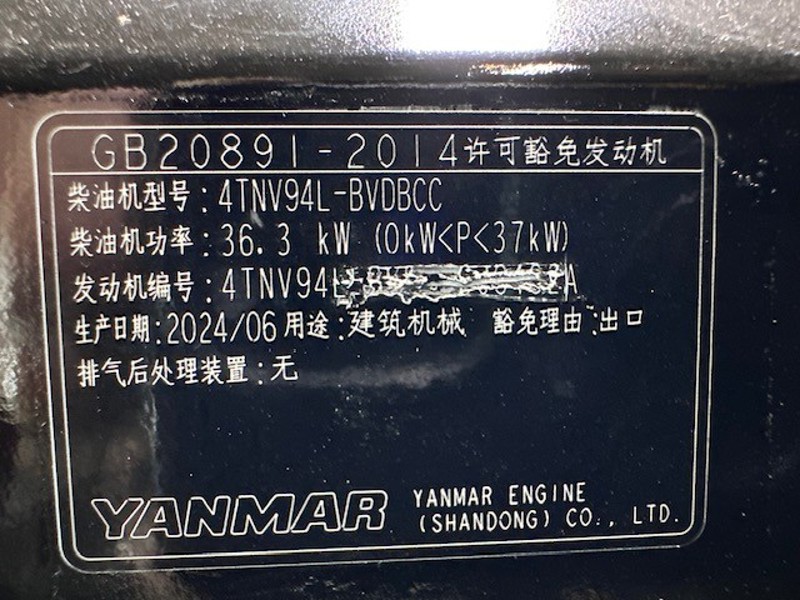 GB20891-2014许可豁免发动机
柴油机型号:4TNV94L-BVDBCC
柴油机功率:36.3 kW (0kW<P<37kW)
发动机编号:4TNV94L
生产日期:2024/06 用途:建筑机械 豁免理由:出口
排气后处理装置:无
YANMAR YANMAR ENGINE
(SHANDONG) CO., LTD.